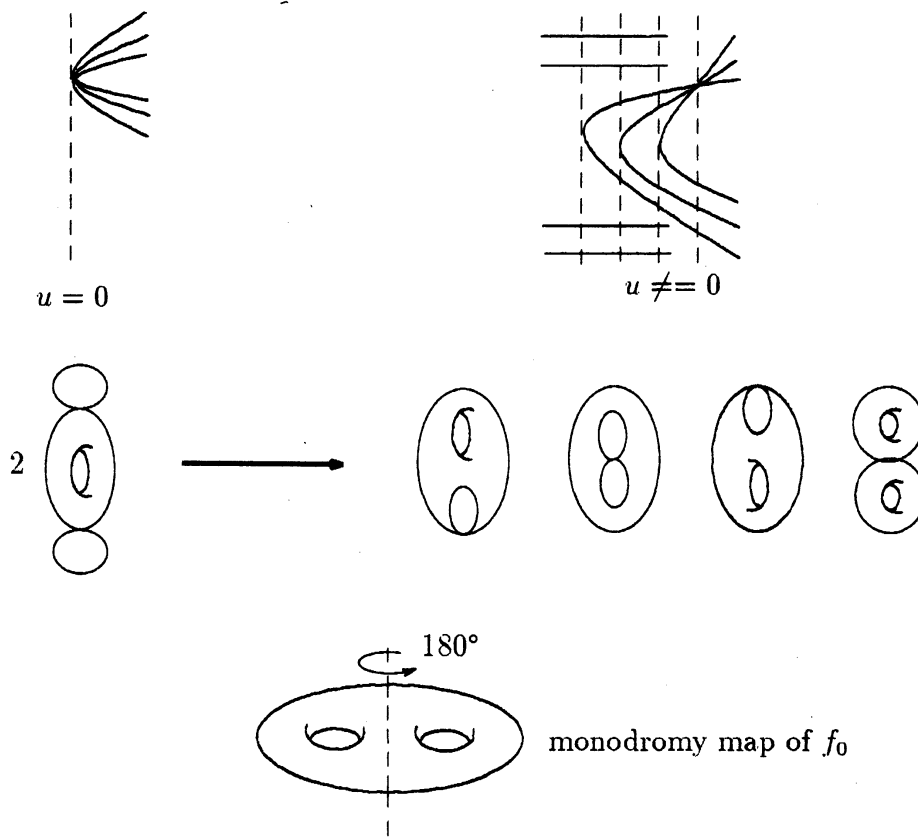 u = 0
u ≠= 0
2
180°
monodromy map of f₀